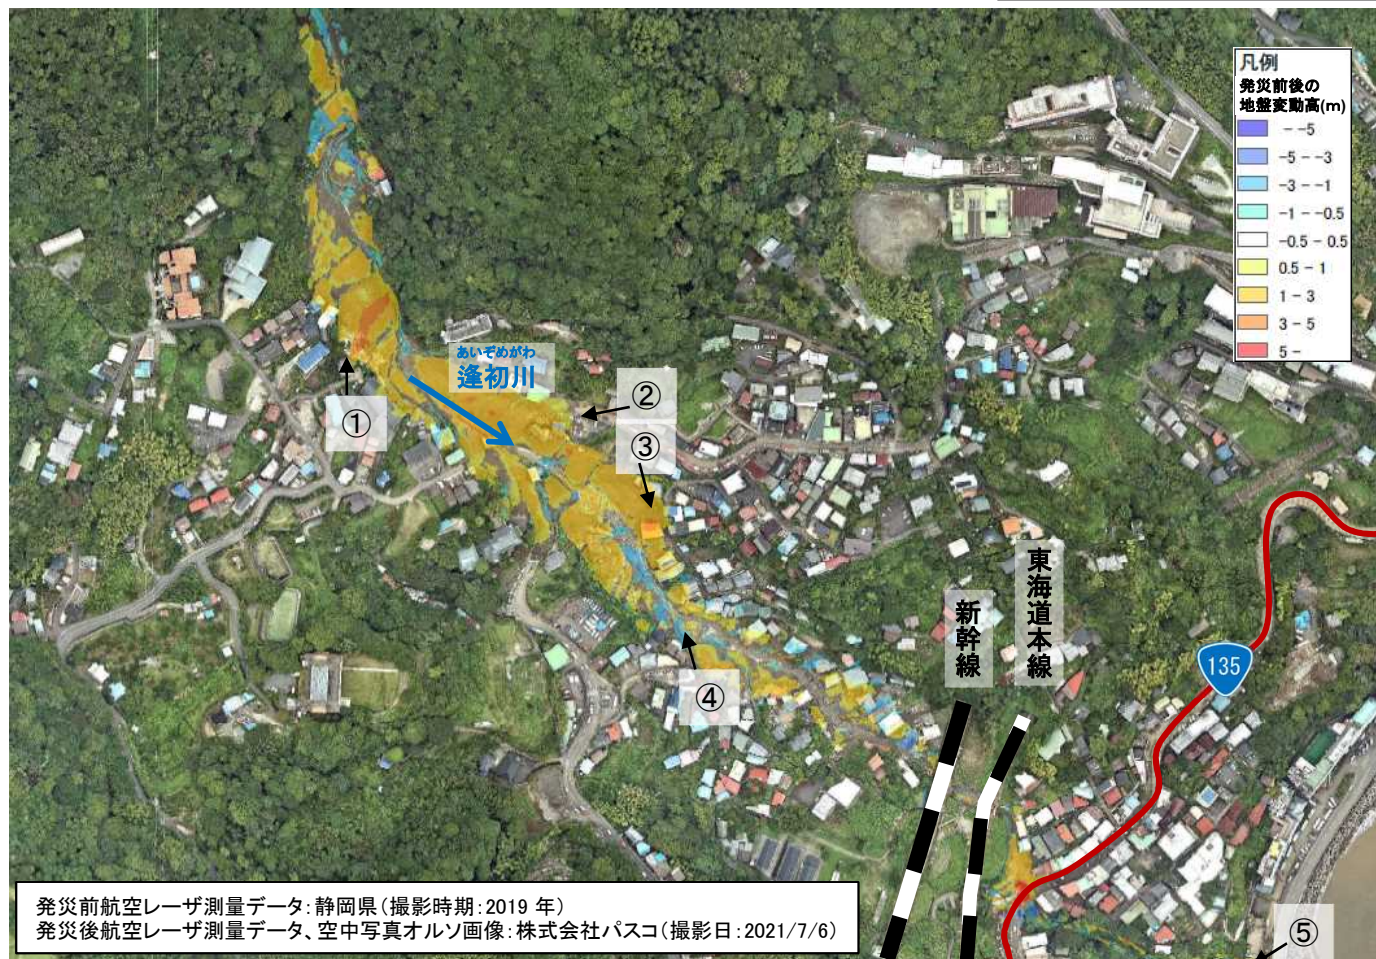 凡例
発災前後の
地盤変動高(m)
- -5
-5 - -3
-3 - -1
-1 - -0.5
-0.5 - 0.5
0.5 - 1
1 - 3
3 - 5
5 -
あいぞめがわ
逢初川
①
②
③
④
⑤
新幹線
東海道本線
135
発災前航空レーザ測量データ:静岡県(撮影時期:2019 年)
発災後航空レーザ測量データ、空中写真オルソ画像:株式会社パスコ(撮影日:2021/7/6)